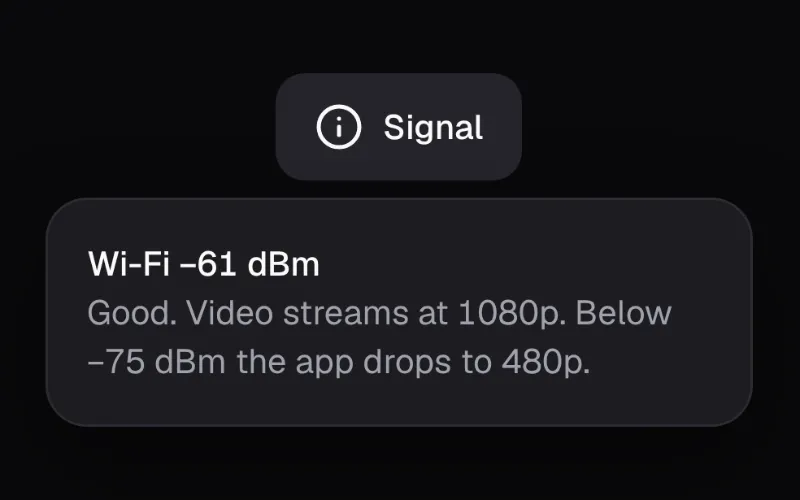 Signal
Wi-Fi –61 dBm
Good. Video streams at 1080p. Below
–75 dBm the app drops to 480p.